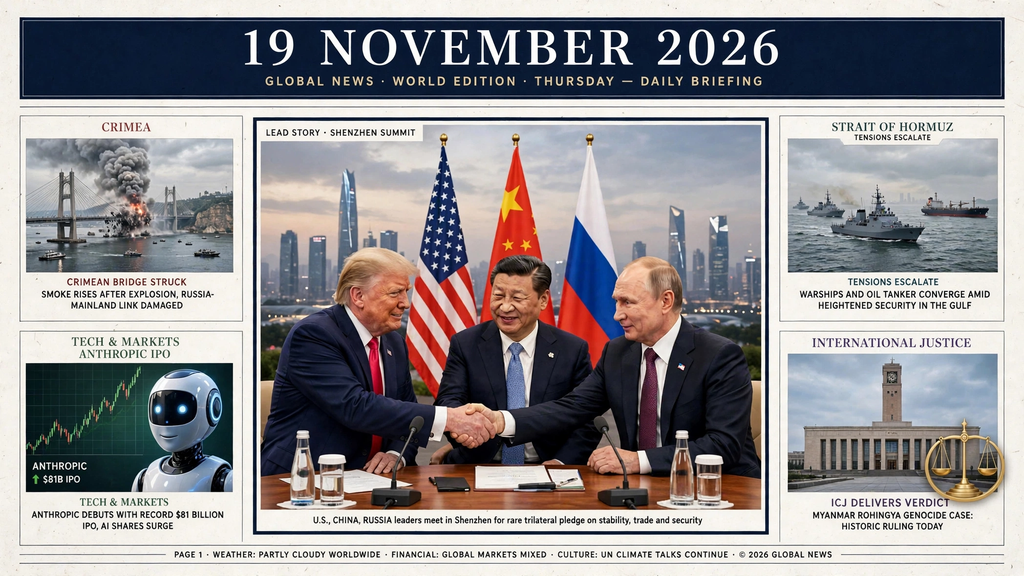 19 NOVEMBER 2026
GLOBAL NEWS · WORLD EDITION · THURSDAY — DAILY BRIEFING
CRIMEA
CRIMEAN BRIDGE STRUCK
SMOKE RISES AFTER EXPLOSION, RUSSIA-
MAINLAND LINK DAMAGED
TECH & MARKETS
ANTHROPIC IPO
ANTHROPIC
$81B IPO
TECH & MARKETS
ANTHROPIC DEBUTS WITH RECORD $81 BILLION
IPO, AI SHARES SURGE
LEAD STORY · SHENZHEN SUMMIT
U.S., CHINA, RUSSIA leaders meet in Shenzhen for rare trilateral pledge on stability, trade and security
STRAIT OF HORMUZ
TENSIONS ESCALATE
TENSIONS ESCALATE
WARSHIPS AND OIL TANKER CONVERGE AMID
HEIGHTENED SECURITY IN THE GULF
INTERNATIONAL JUSTICE
ICJ DELIVERS VERDICT
MYANMAR ROHINGYA GENOCIDE CASE:
HISTORIC RULING TODAY
PAGE 1 · WEATHER: PARTLY CLOUDY WORLDWIDE · FINANCIAL: GLOBAL MARKETS MIXED · CULTURE: UN CLIMATE TALKS CONTINUE · © 2026 GLOBAL NEWS